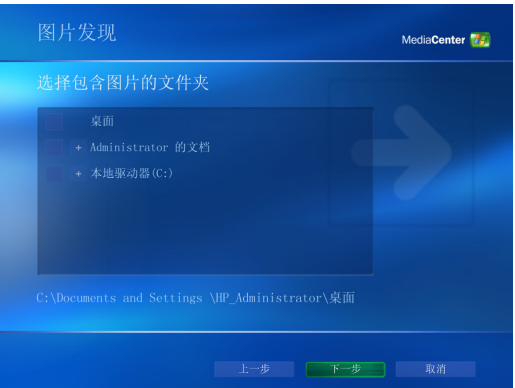 图片发现
MediaCenter
选择包含图片的文件夹
桌面
+ Administrator 的文档
+ 本地驱动器(C:)
C:\Documents and Settings \HP_Administrator\桌面
上一步 下一步 取消